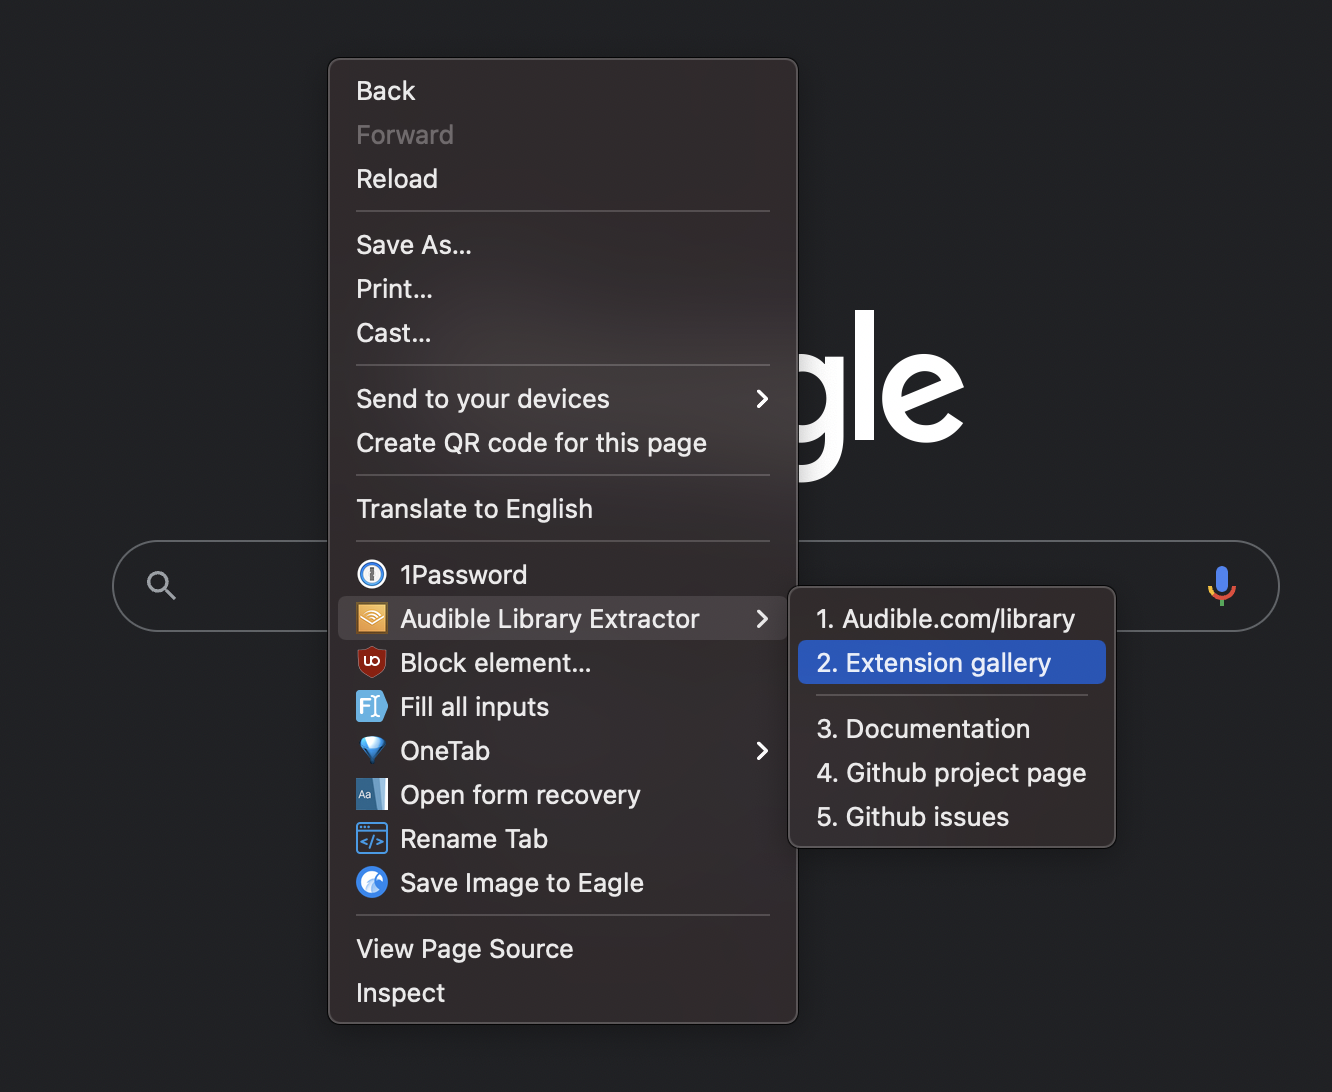 Back
Forward
Reload
Save As...
Print...
Cast...
gle
Send to your devices
Create QR code for this page
Translate to English
1Password
Audible Library Extractor
1. Audible.com/library
Block element...
2. Extension gallery
Fill all inputs
OneTab
3. Documentation
Open form recovery
4. Github project page
Rename Tab
5. Github issues
Save Image to Eagle
View Page Source
Inspect